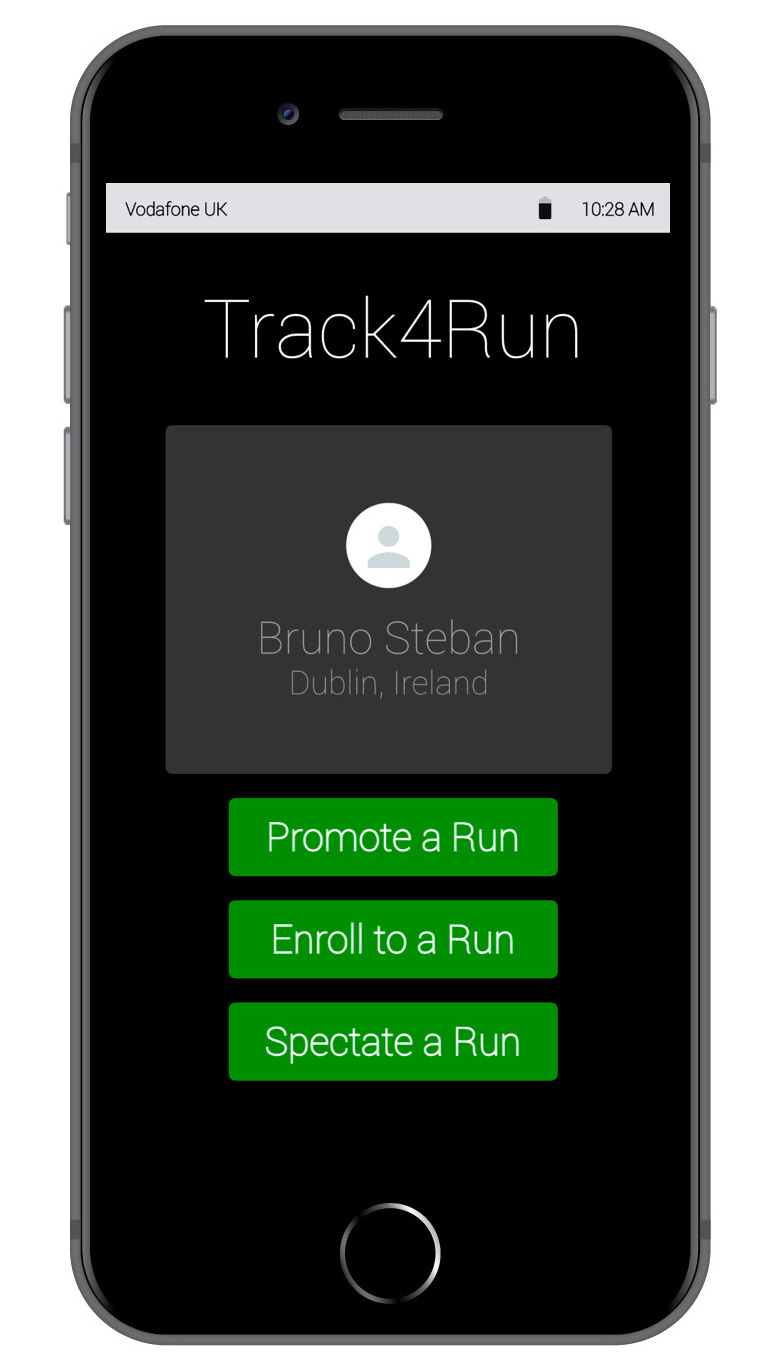 Vodafone UK 10:28 AM
Track4Run
Bruno Steban
Dublin, Ireland
Promote a Run
Enroll to a Run
Spectate a Run